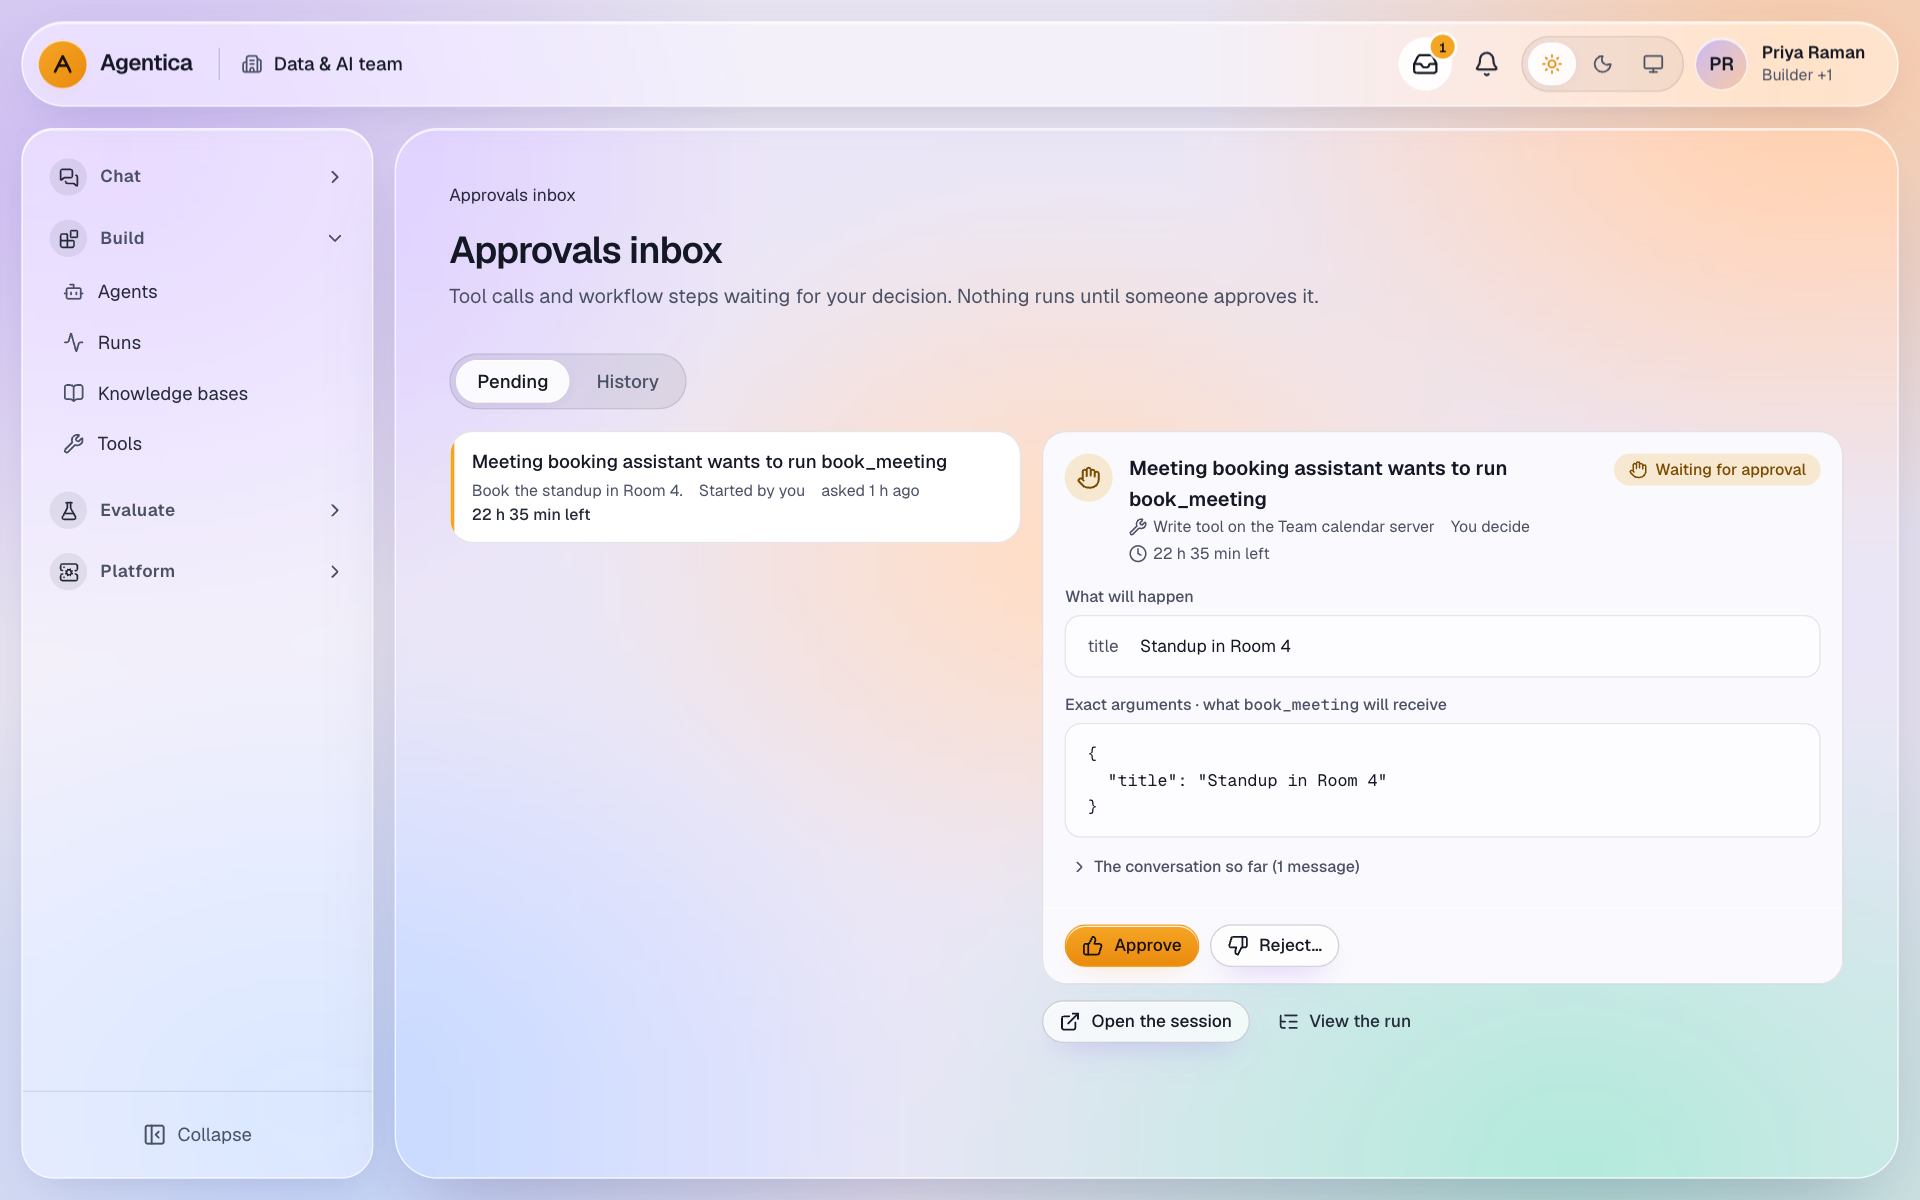 Agentica
Data & AI team
1
PR
Priya Raman
Builder +1
Chat
Build
Agents
Runs
Knowledge bases
Tools
Evaluate
Platform
Collapse
Approvals inbox
Approvals inbox
Tool calls and workflow steps waiting for your decision. Nothing runs until someone approves it.
Pending
History
Meeting booking assistant wants to run book_meeting
Book the standup in Room 4. Started by you asked 1 h ago
22 h 35 min left
Meeting booking assistant wants to run
book_meeting
Waiting for approval
Write tool on the Team calendar server You decide
22 h 35 min left
What will happen
title Standup in Room 4
Exact arguments · what book_meeting will receive
{
"title": "Standup in Room 4"
}
The conversation so far (1 message)
Approve
Reject...
Open the session
View the run